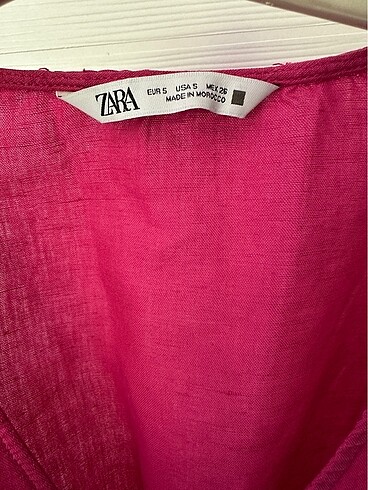 ZARA
EUR S USA S MEX 26
MADE IN MOROCCO